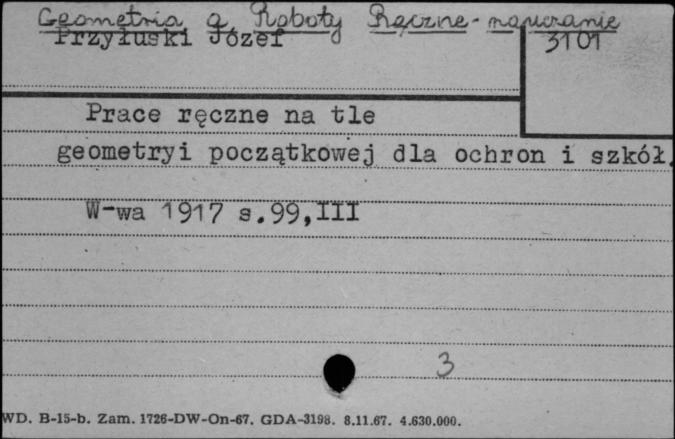 Geometria a Roboty Ręczne - nauczanie
Przyłuski Józef
3101
Prace ręczne na tle
geometryi początkowej dla ochron i szkół.
W-wa 1917 s.99,III
3
WD. B-15-b. Zam. 1726-DW-On-67. GDA-3198. 8.11.67. 4.630.000.